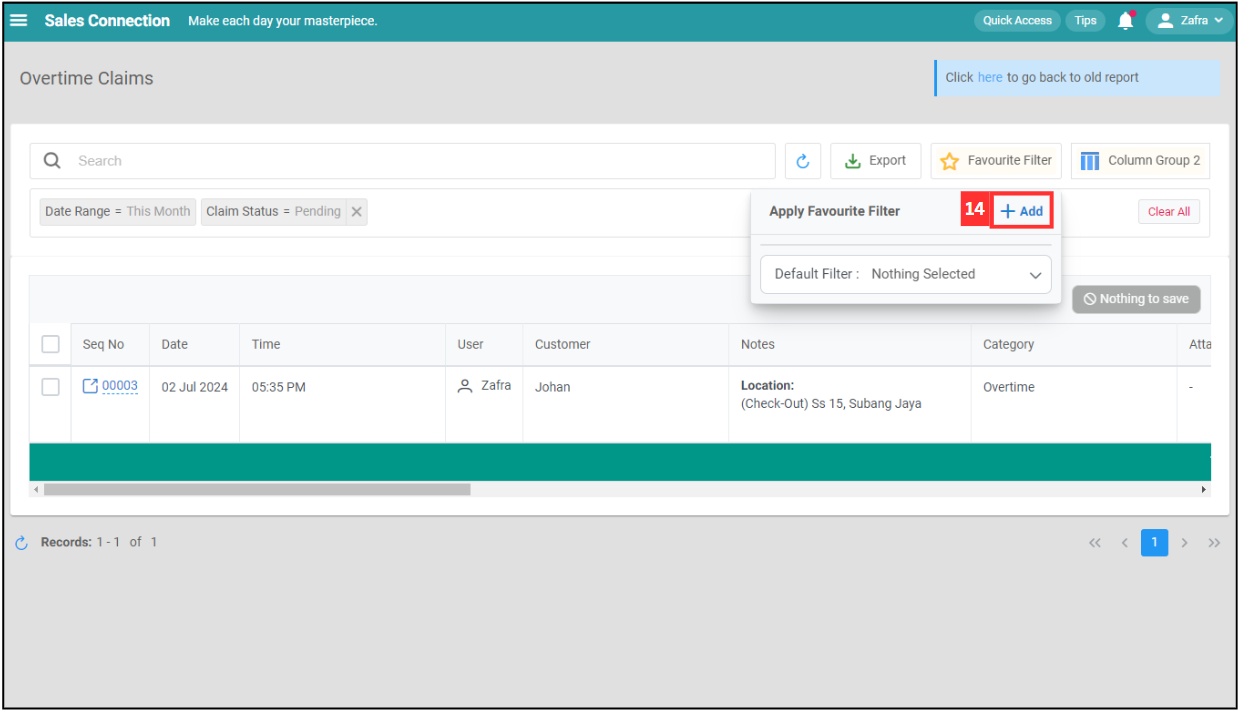 Sales Connection Make each day your masterpiece. Quick Access Tips Zafra
Overtime Claims
Click here to go back to old report
Search Export Favourite Filter Column Group 2
Date Range = This Month Claim Status = Pending Clear All
Apply Favourite Filter 14 + Add
Default Filter : Nothing Selected
Nothing to save
Seq No Date Time User Customer Notes Category Atta
00003 02 Jul 2024 05:35 PM Zafra Johan Location: Overtime -
(Check-Out) Ss 15, Subang Jaya
Records: 1 - 1 of 1 << < 1 > >>